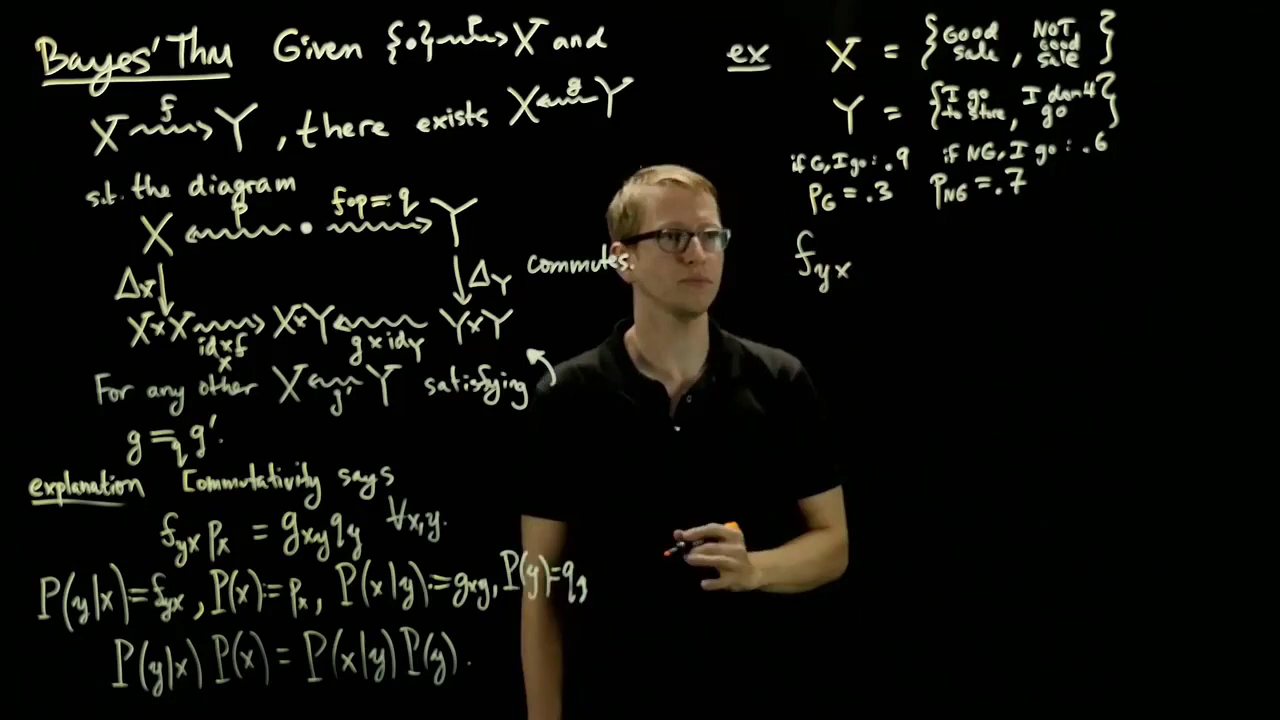 Bayes' Thm Given {•} ⇝ X and
p
f
X ⇝ Y, there exists X ⇜ Y
g
s.t. the diagram
p f∘p=:q
X ⇜ • ⇝ Y
Δx ↓ ↓ Δy commutes.
X×X ⇝ X×Y ⇜ Y×Y
idx×f g×idY
For any other X ⇜ Y satisfying
g'
g =q g'.
explanation Commutativity says
fyx px = gxy qy ∀x,y.
P(y|x):=fyx, P(x):=px, P(x|y):=gxy, P(y):=qy
P(y|x)P(x) = P(x|y)P(y).
ex X = {Good sale, NOT Good sale}
Y = {I go to store, I don't go}
if G, I go: .9 if NG, I go: .6
pG = .3 pNG = .7
fyx